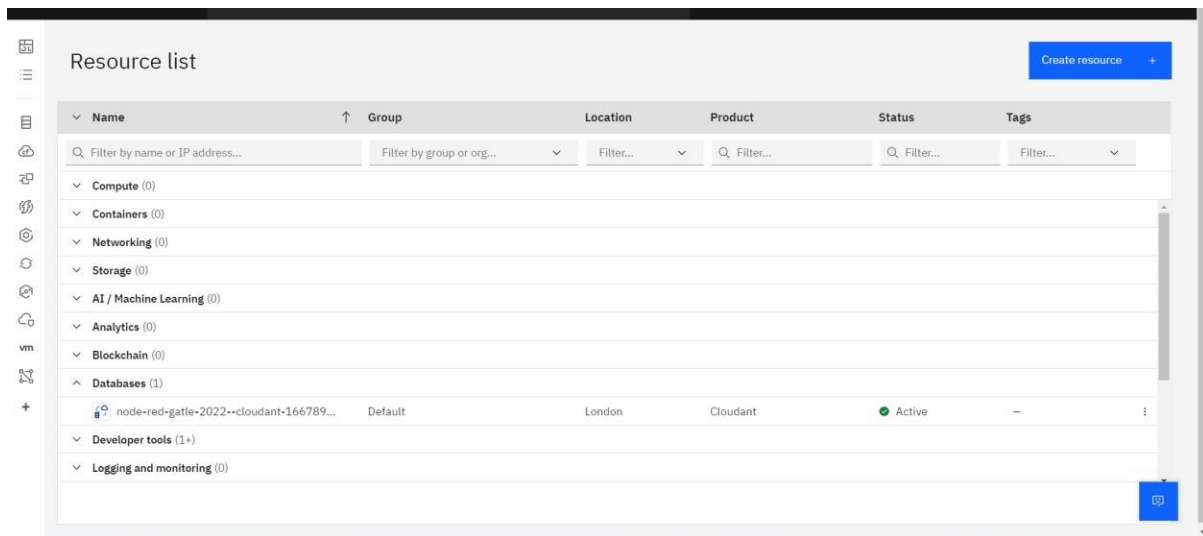 Resource list
Create resource +
Name ↑ Group Location Product Status Tags
Filter by name or IP address... Filter by group or org... Filter... Filter... Filter... Filter...
Compute (0)
Containers (0)
Networking (0)
Storage (0)
AI / Machine Learning (0)
Analytics (0)
vm
Blockchain (0)
Databases (1)
node-red-gatle-2022--cloudant-166789... Default London Cloudant Active –
Developer tools (1+)
Logging and monitoring (0)